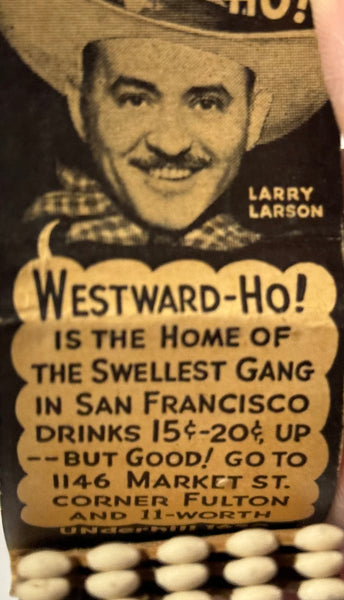 HO!
LARRY
LARSON
WESTWARD-HO!
IS THE HOME OF
THE SWELLEST GANG
IN SAN FRANCISCO
DRINKS 15¢-20¢, UP
--BUT GOOD! GO TO
1146 MARKET ST.
CORNER FULTON
AND 11-WORTH
UNDERHILL